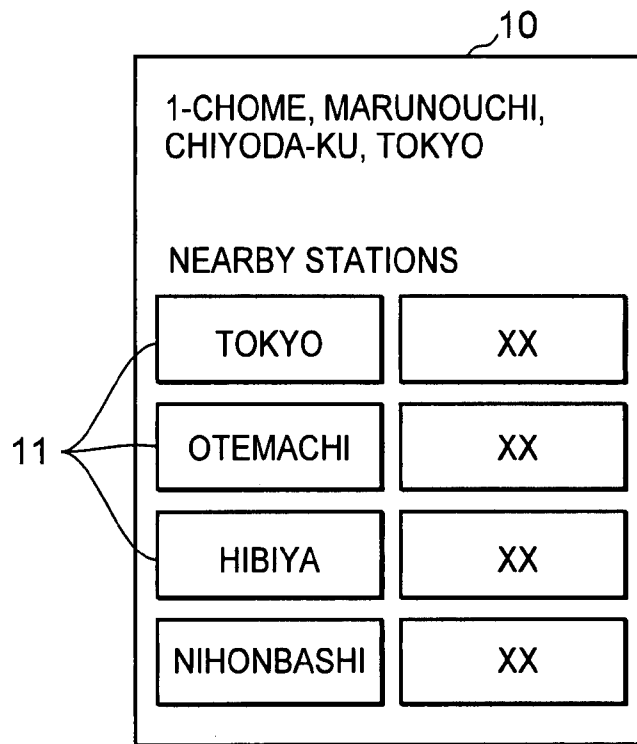 10
1-CHOME, MARUNOUCHI,
CHIYODA-KU, TOKYO
NEARBY STATIONS
TOKYO XX
11 OTEMACHI XX
HIBIYA XX
NIHONBASHI XX